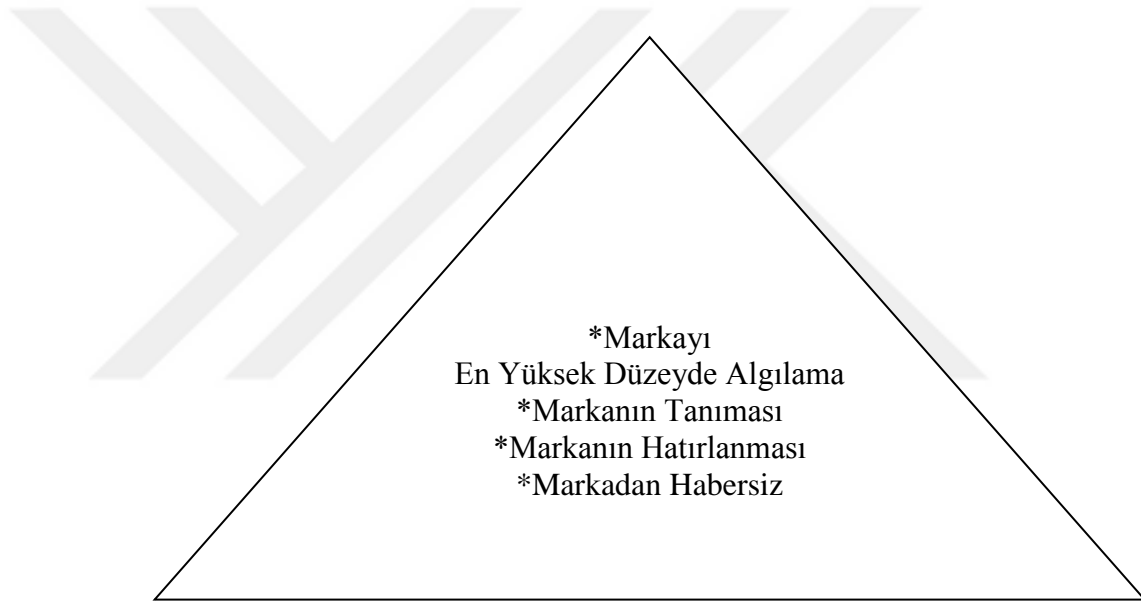 *Markayı
En Yüksek Düzeyde Algılama
*Markanın Tanıması
*Markanın Hatırlanması
*Markadan Habersiz